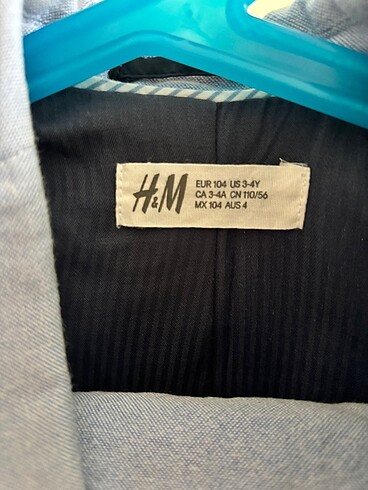 H&M
EUR 104 US 3-4Y
CA 3-4A CN 110/56
MX 104 AUS 4